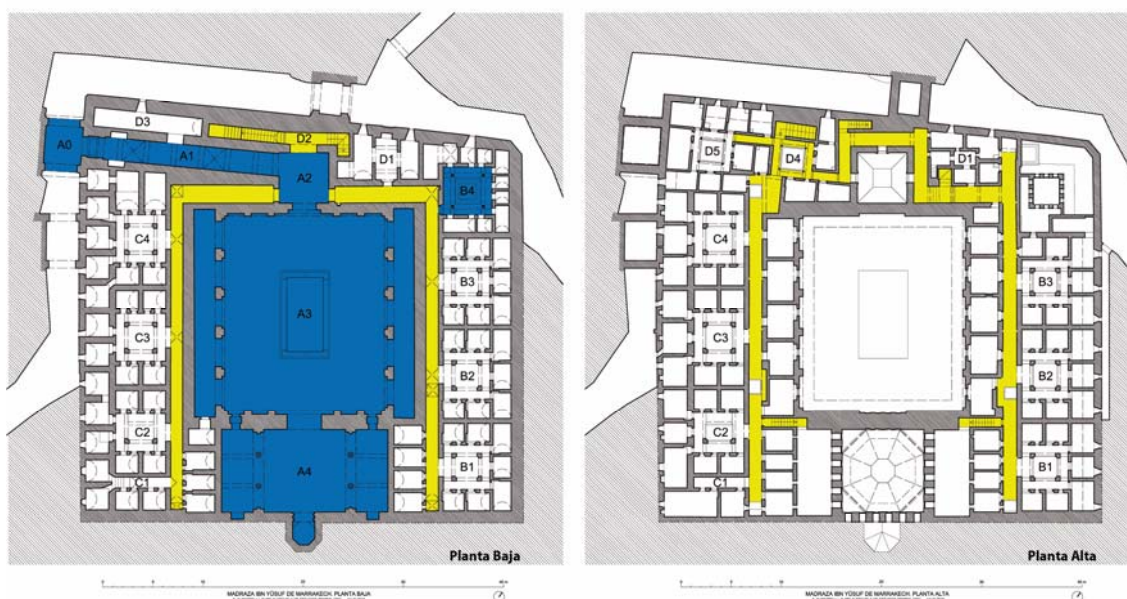 D3
A0
A1
D2
A2
D1
B4
C4
A3
B3
C3
B2
C2
A4
B1
C1
Planta Baja
MADRAZA IBN YŪSUF DE MARRAKECH. PLANTA BAJA
D5
D4
D1
C4
B3
C3
B2
C2
B1
C1
Planta Alta
MADRAZA IBN YŪSUF DE MARRAKECH. PLANTA ALTA